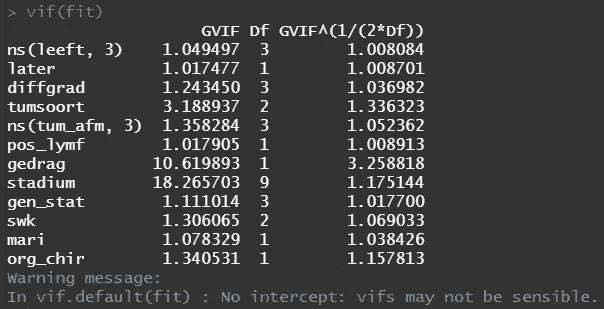 > vif(fit)
GVIF Df GVIF^(1/(2*Df))
ns(leeft, 3) 1.049497 3 1.008084
later 1.017477 1 1.008701
diffgrad 1.243450 3 1.036982
tumsoort 3.188937 2 1.336323
ns(tum_afm, 3) 1.358284 3 1.052362
pos_lymf 1.017905 1 1.008913
gedrag 10.619893 1 3.258818
stadium 18.265703 9 1.175144
gen_stat 1.111014 3 1.017700
swk 1.306065 2 1.069033
mari 1.078329 1 1.038426
org_chir 1.340531 1 1.157813
Warning message:
In vif.default(fit) : No intercept: vifs may not be sensible.